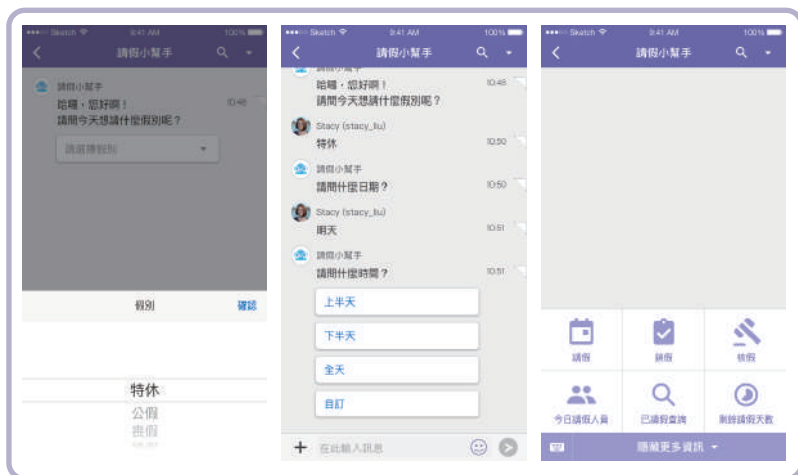 Sketch
9:41 AM
100%
請假小幫手
請假小幫手
哈囉,您好啊!
10:48
請問今天想請什麼假別呢?
請選擇假別
假別
確認
特休
公假
喪假
Sketch
9:41 AM
100%
請假小幫手
請假小幫手
哈囉,您好啊!
10:48
請問今天想請什麼假別呢?
Stacy (stacy_liu)
特休
10:50
請假小幫手
請問什麼日期?
10:50
Stacy (stacy_liu)
明天
10:51
請假小幫手
請問什麼時間?
10:51
上半天
下半天
全天
自訂
在此輸入訊息
Sketch
9:41 AM
100%
請假小幫手
請假
銷假
核假
今日請假人員
已請假查詢
剩餘請假天數
隱藏更多資訊